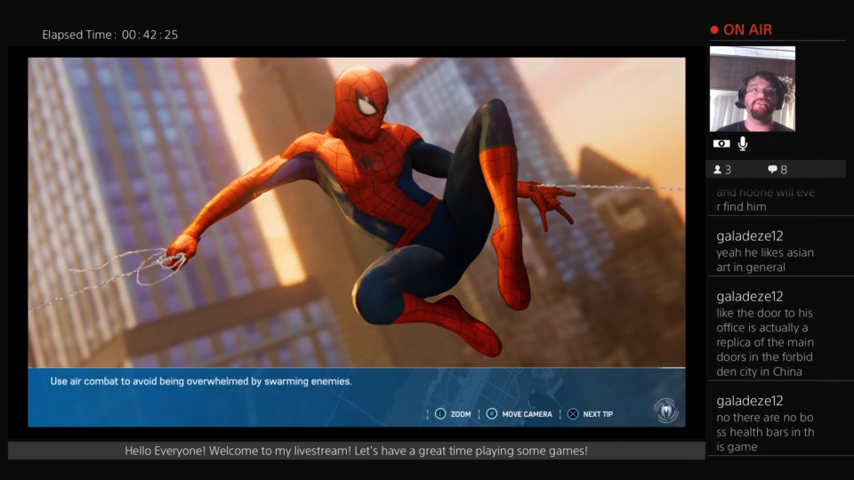 Elapsed Time: 00:42:25
ON AIR
3 8
and noone will eve
r find him
galadeze12
yeah he likes asian
art in general
galadeze12
like the door to his
office is actually a
replica of the main
doors in the forbid
den city in China
galadeze12
no there are no bo
ss health bars in th
is game
Use air combat to avoid being overwhelmed by swarming enemies.
L ZOOM R MOVE CAMERA X NEXT TIP
Hello Everyone! Welcome to my livestream! Let's have a great time playing some games!